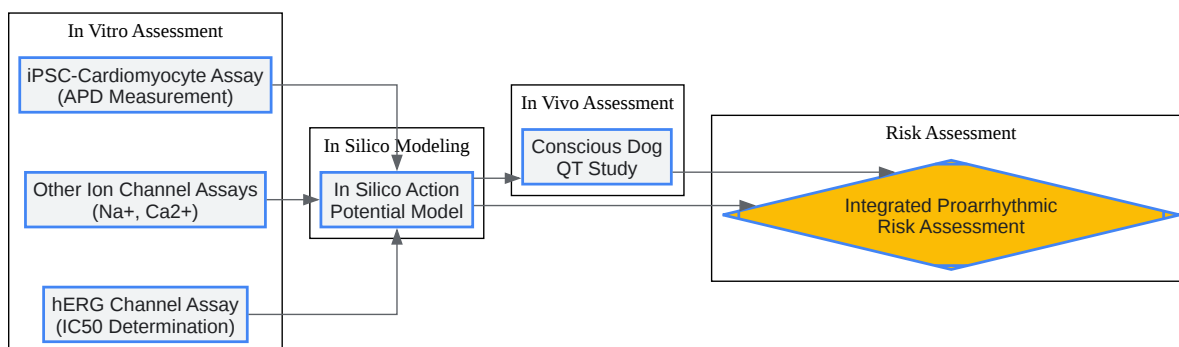 In Vitro Assessment
iPSC-Cardiomyocyte Assay
(APD Measurement)
Other Ion Channel Assays
(Na+, Ca2+)
hERG Channel Assay
(IC50 Determination)
In Silico Modeling
In Silico Action
Potential Model
In Vivo Assessment
Conscious Dog
QT Study
Risk Assessment
Integrated Proarrhythmic
Risk Assessment